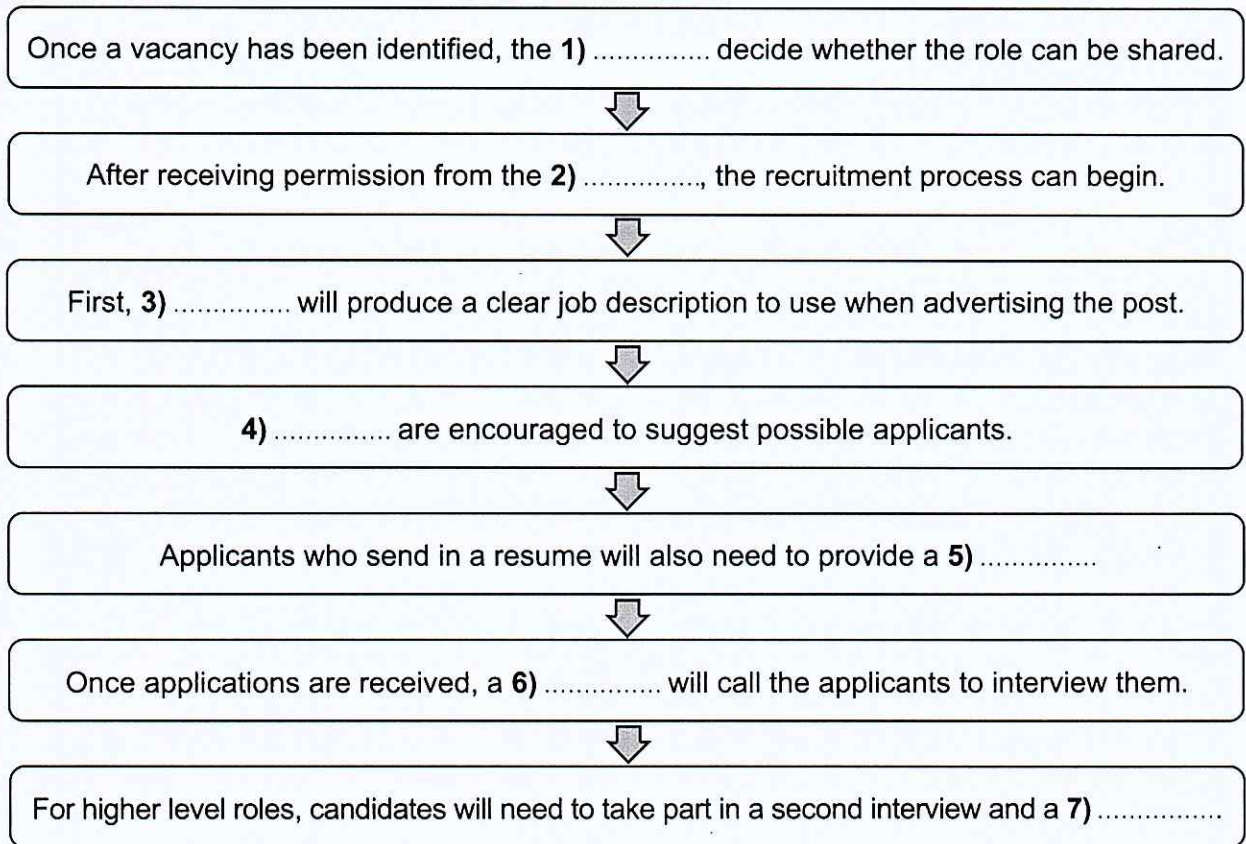 Once a vacancy has been identified, the 1) ............... decide whether the role can be shared.
After receiving permission from the 2) ..............., the recruitment process can begin.
First, 3) ............... will produce a clear job description to use when advertising the post.
4) ............... are encouraged to suggest possible applicants.
Applicants who send in a resume will also need to provide a 5) ...............
Once applications are received, a 6) ............... will call the applicants to interview them.
For higher level roles, candidates will need to take part in a second interview and a 7) ................